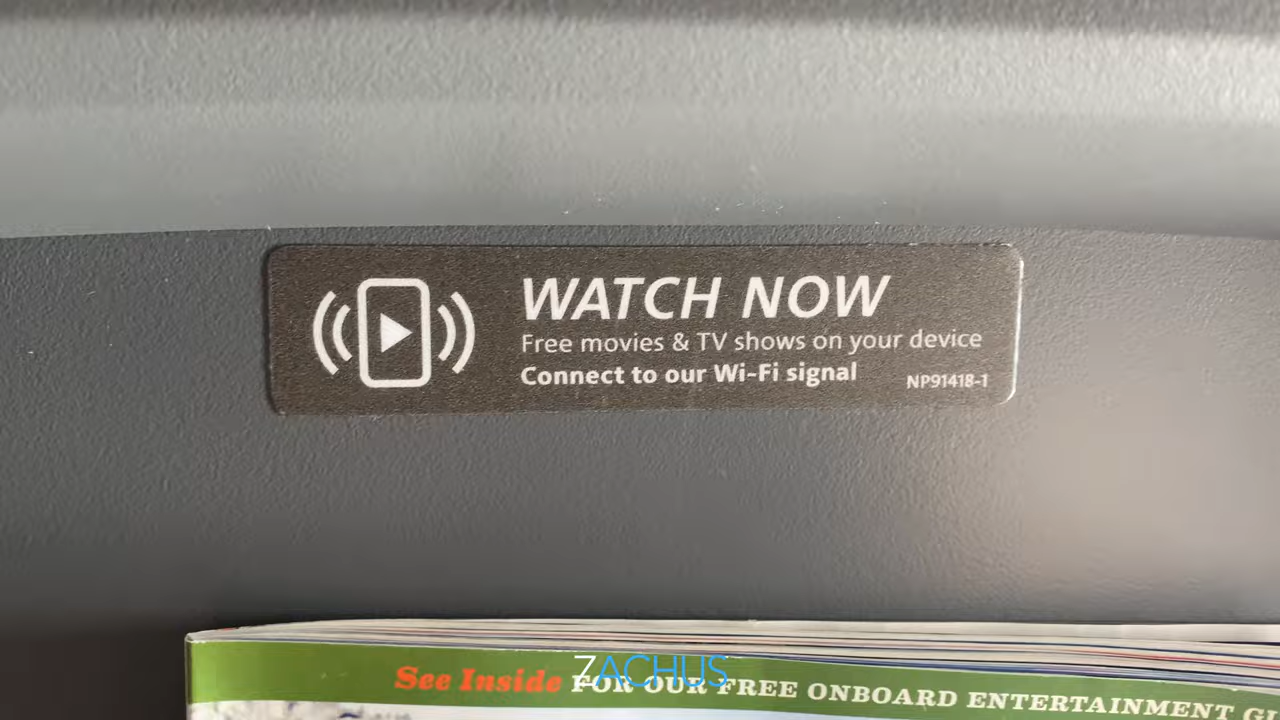 WATCH NOW
Free movies & TV shows on your device
Connect to our Wi-Fi signal
NP91418-1
See Inside FOR OUR FREE ONBOARD ENTERTAINMENT
ZACHUS